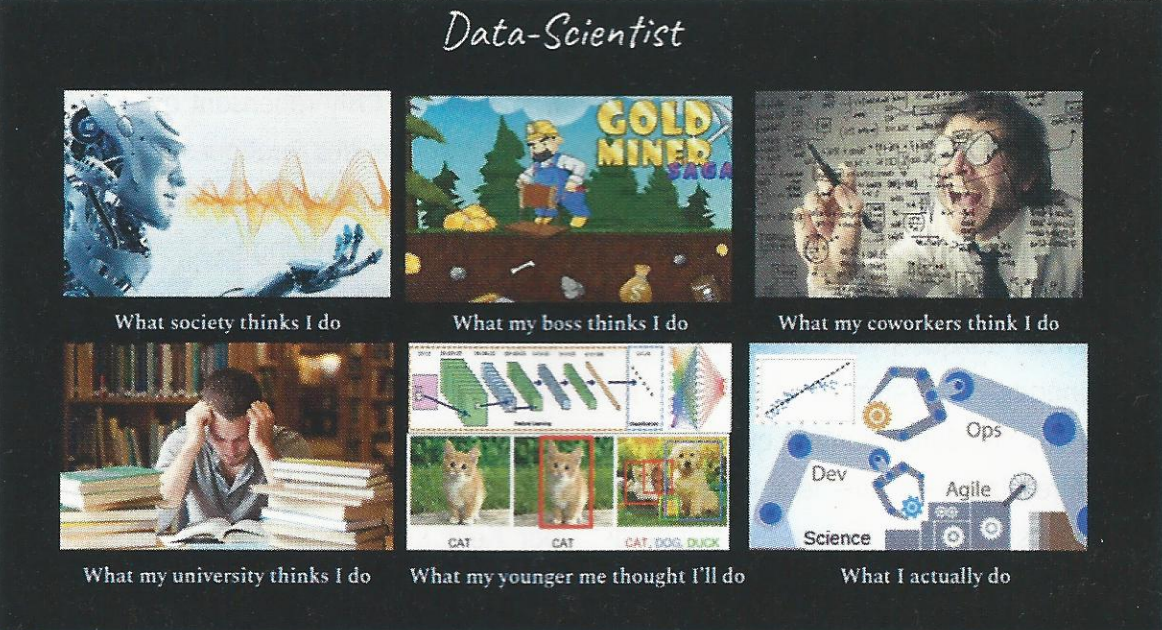 Data-Scientist
GOLD
MINER
SAGA
What society thinks I do
What my boss thinks I do
What my coworkers think I do
CAT
CAT
CAT, DOG, DUCK
Ops
Dev
Agile
Science
What my university thinks I do
What my younger me thought I'll do
What I actually do